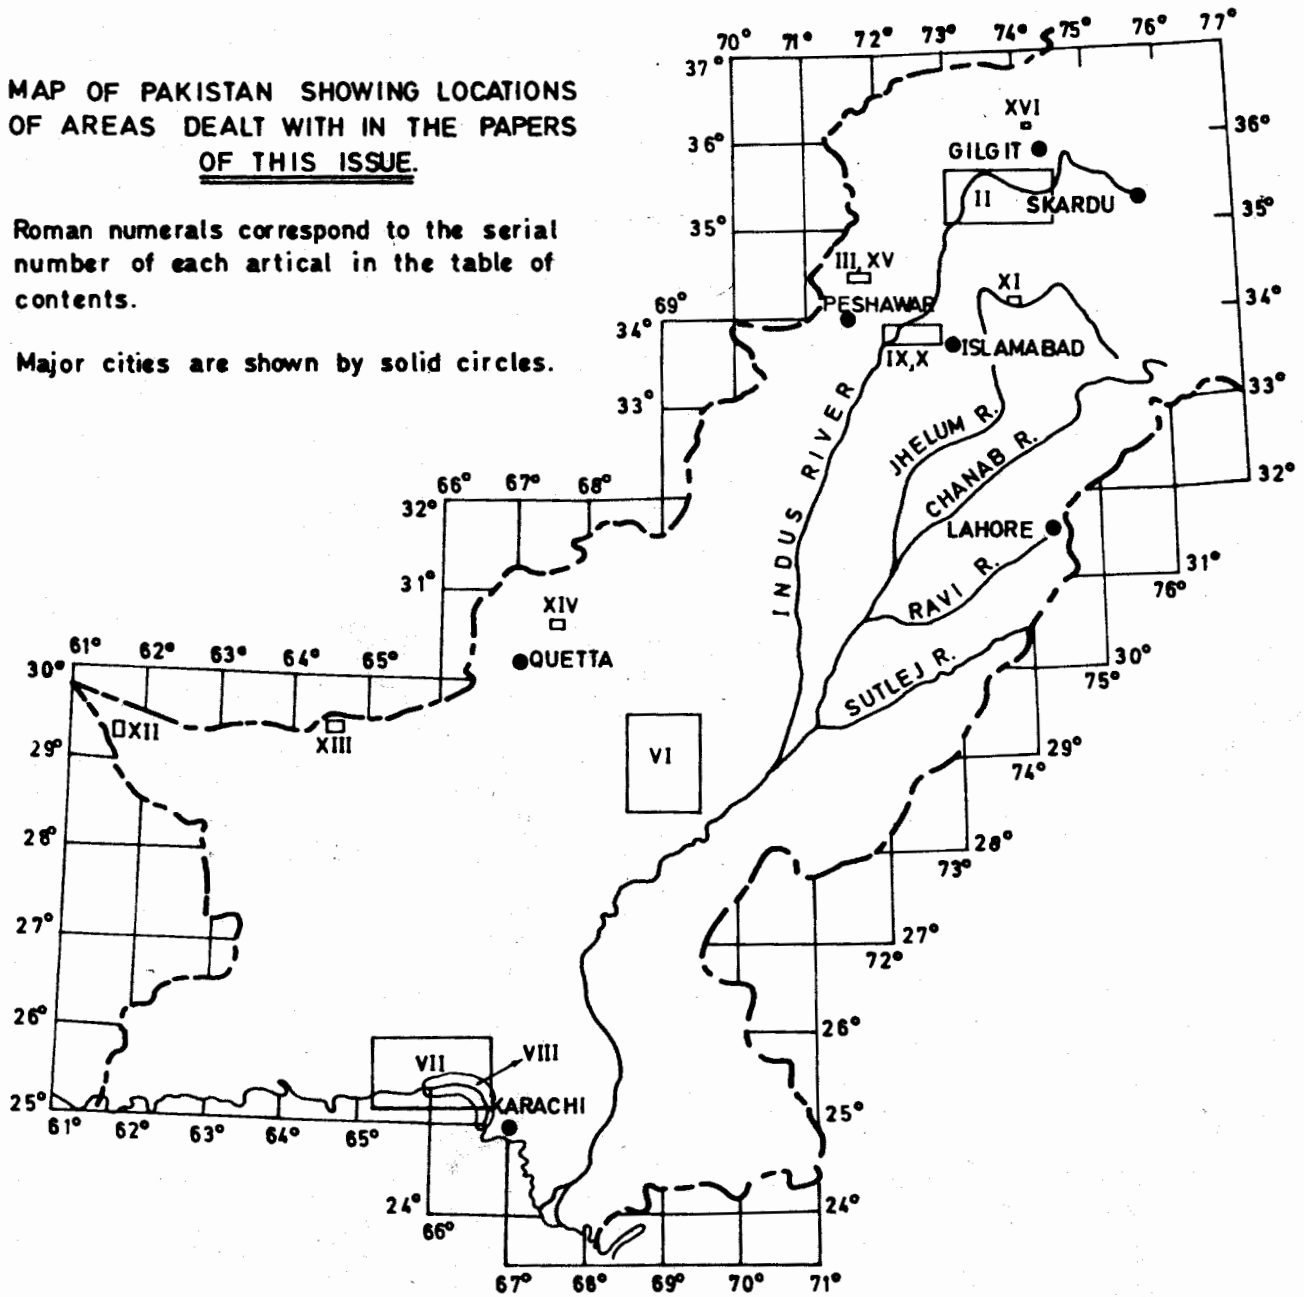 MAP OF PAKISTAN SHOWING LOCATIONS
OF AREAS DEALT WITH IN THE PAPERS
OF THIS ISSUE.
Roman numerals correspond to the serial
number of each artical in the table of
contents.
Major cities are shown by solid circles.
70° 71° 72° 73° 74° 75° 76° 77°
37°
XVI
36°
36°
GILGIT
II
SKARDU
35°
35°
III, XV
XI
69°
PESHAWAR
34°
34°
IX, X
ISLAMABAD
33°
33°
INDUS RIVER
JHELUM R.
CHANAB R.
66° 67° 68°
32°
32°
LAHORE
31°
31°
76°
XIV
RAVI R.
QUETTA
61° 62° 63° 64° 65°
30°
30°
75°
SUTLEJ R.
XII
XIII
VI
29°
29°
74°
28°
28°
73°
27°
27°
72°
26°
26°
VII
VIII
25°
KARACHI
25°
61° 62° 63° 64° 65°
24°
66°
24°
67° 68° 69° 70° 71°